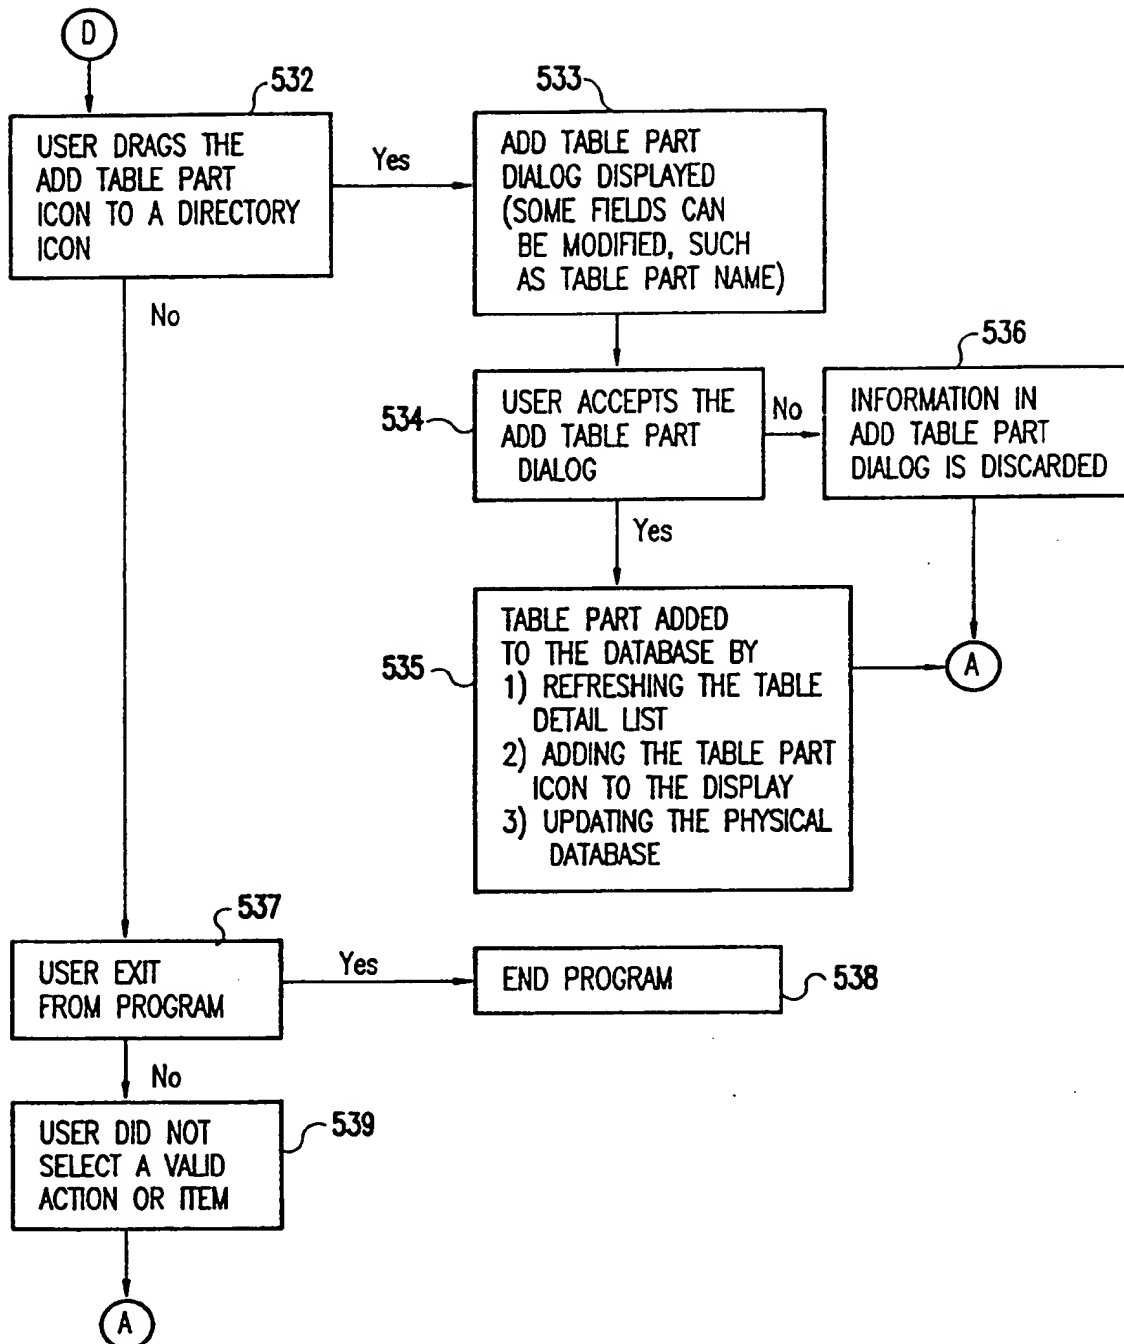 D
532
USER DRAGS THE
ADD TABLE PART
ICON TO A DIRECTORY
ICON
Yes
533
ADD TABLE PART
DIALOG DISPLAYED
(SOME FIELDS CAN
BE MODIFIED, SUCH
AS TABLE PART NAME)
No
534
USER ACCEPTS THE
ADD TABLE PART
DIALOG
No
536
INFORMATION IN
ADD TABLE PART
DIALOG IS DISCARDED
Yes
535
TABLE PART ADDED
TO THE DATABASE BY
1) REFRESHING THE TABLE
DETAIL LIST
2) ADDING THE TABLE PART
ICON TO THE DISPLAY
3) UPDATING THE PHYSICAL
DATABASE
A
537
USER EXIT
FROM PROGRAM
Yes
END PROGRAM
538
No
539
USER DID NOT
SELECT A VALID
ACTION OR ITEM
A